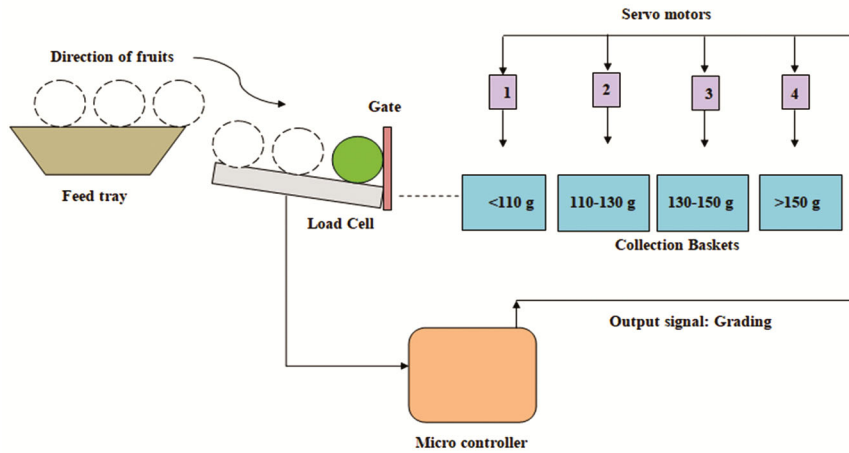 Servo motors
Direction of fruits
Gate
1
2
3
4
Feed tray
Load Cell
<110 g
110-130 g
130-150 g
>150 g
Collection Baskets
Output signal: Grading
Micro controller